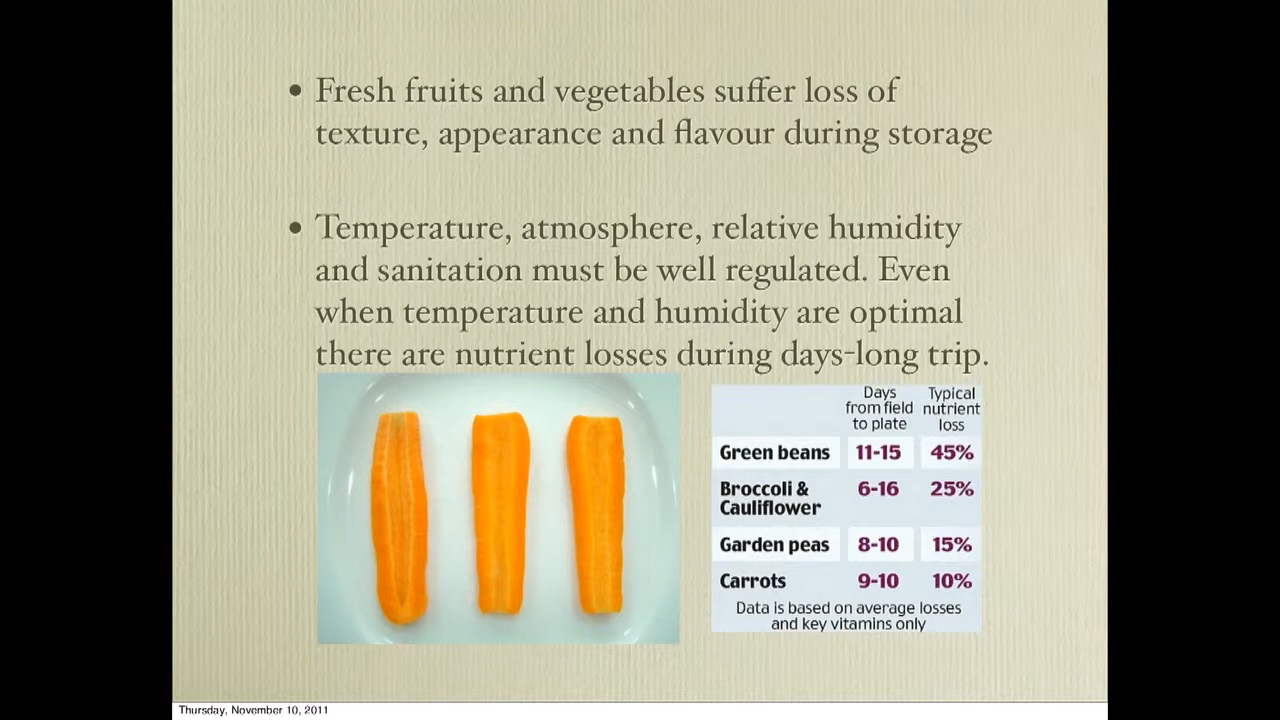 • Fresh fruits and vegetables suffer loss of
texture, appearance and flavour during storage
• Temperature, atmosphere, relative humidity
and sanitation must be well regulated. Even
when temperature and humidity are optimal
there are nutrient losses during days-long trip.
Days from field to plate
Typical nutrient loss
Green beans 11-15 45%
Broccoli & Cauliflower 6-16 25%
Garden peas 8-10 15%
Carrots 9-10 10%
Data is based on average losses
and key vitamins only
Thursday, November 10, 2011